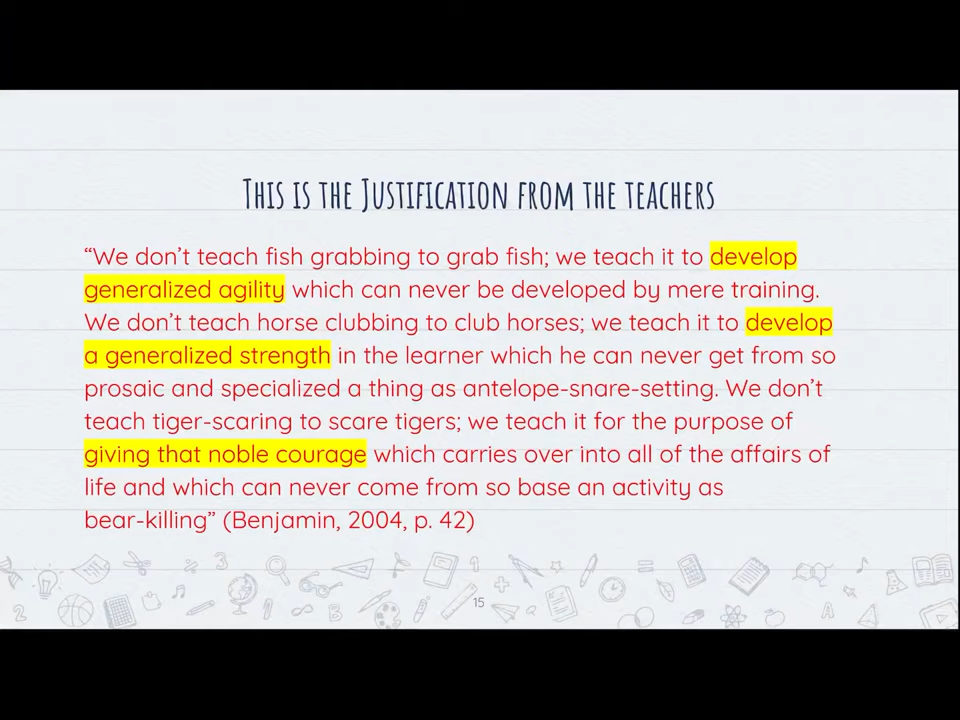 THIS IS THE JUSTIFICATION FROM THE TEACHERS
“We don’t teach fish grabbing to grab fish; we teach it to develop
generalized agility which can never be developed by mere training.
We don’t teach horse clubbing to club horses; we teach it to develop
a generalized strength in the learner which he can never get from so
prosaic and specialized a thing as antelope-snare-setting. We don’t
teach tiger-scaring to scare tigers; we teach it for the purpose of
giving that noble courage which carries over into all of the affairs of
life and which can never come from so base an activity as
bear-killing” (Benjamin, 2004, p. 42)
15